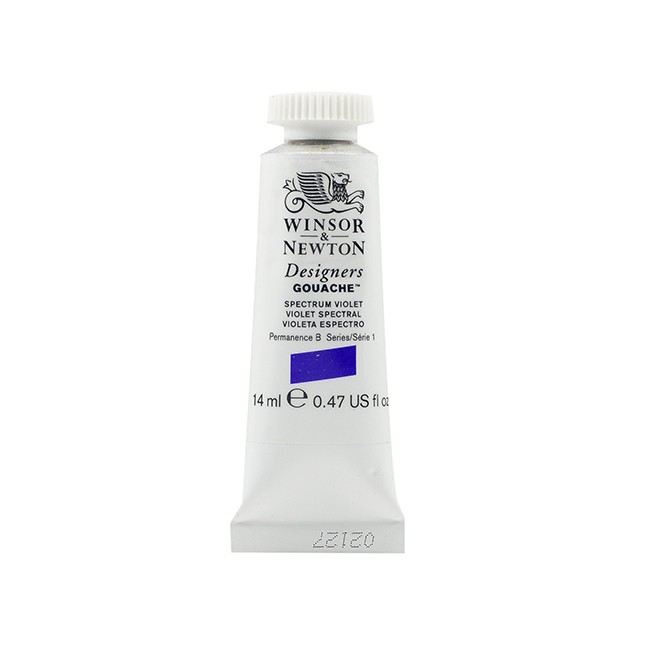 WINSOR
&
NEWTON
Designers
GOUACHE™
SPECTRUM VIOLET
VIOLET SPECTRAL
VIOLETA ESPECTRO
Permanence B Series/Série 1
14 ml ℮ 0.47 US fl oz
02127